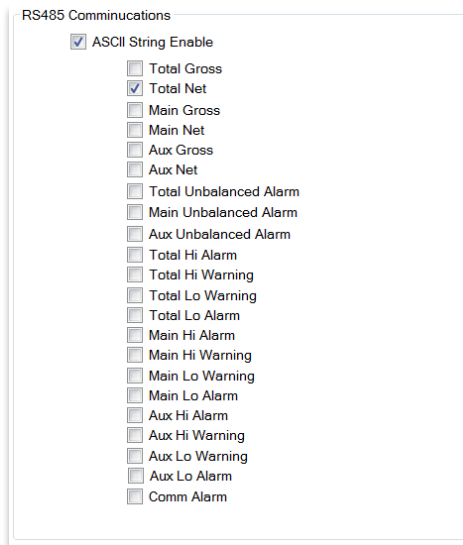 RS485 Comminucations
ASCII String Enable
Total Gross
Total Net
Main Gross
Main Net
Aux Gross
Aux Net
Total Unbalanced Alarm
Main Unbalanced Alarm
Aux Unbalanced Alarm
Total Hi Alarm
Total Hi Warning
Total Lo Warning
Total Lo Alarm
Main Hi Alarm
Main Hi Warning
Main Lo Warning
Main Lo Alarm
Aux Hi Alarm
Aux Hi Warning
Aux Lo Warning
Aux Lo Alarm
Comm Alarm